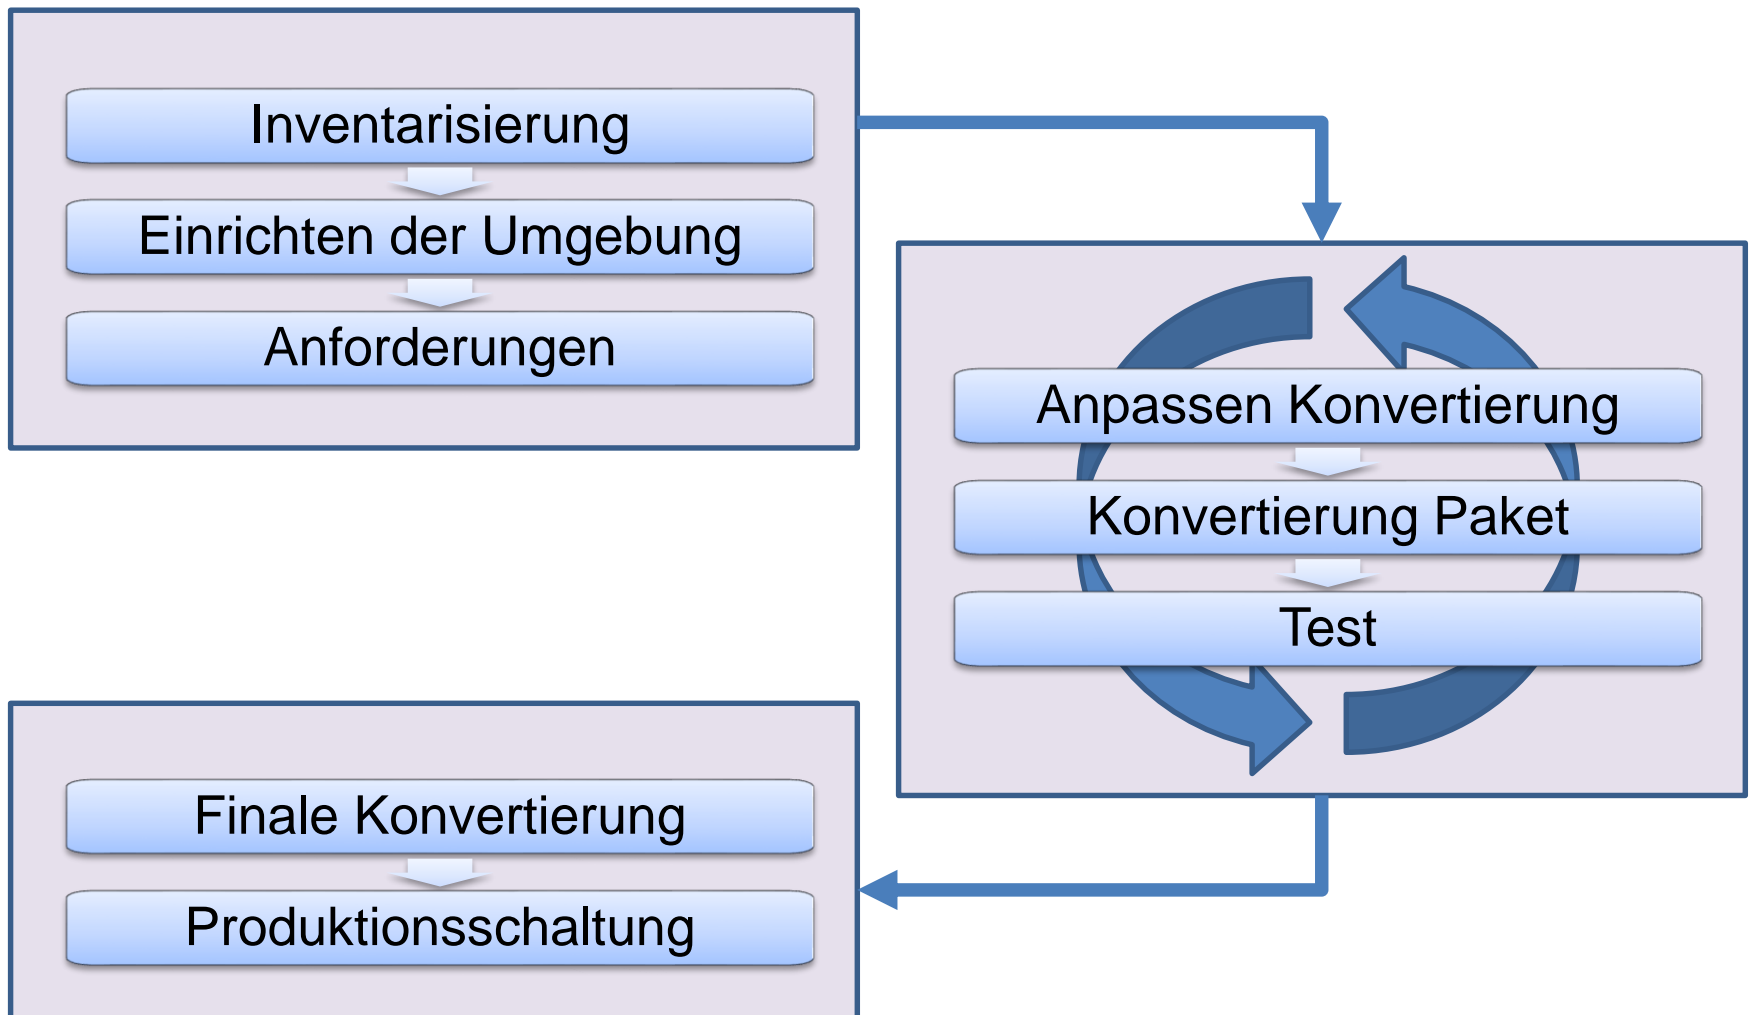 Inventarisierung
Einrichten der Umgebung
Anforderungen
Anpassen Konvertierung
Konvertierung Paket
Test
Finale Konvertierung
Produktionsschaltung